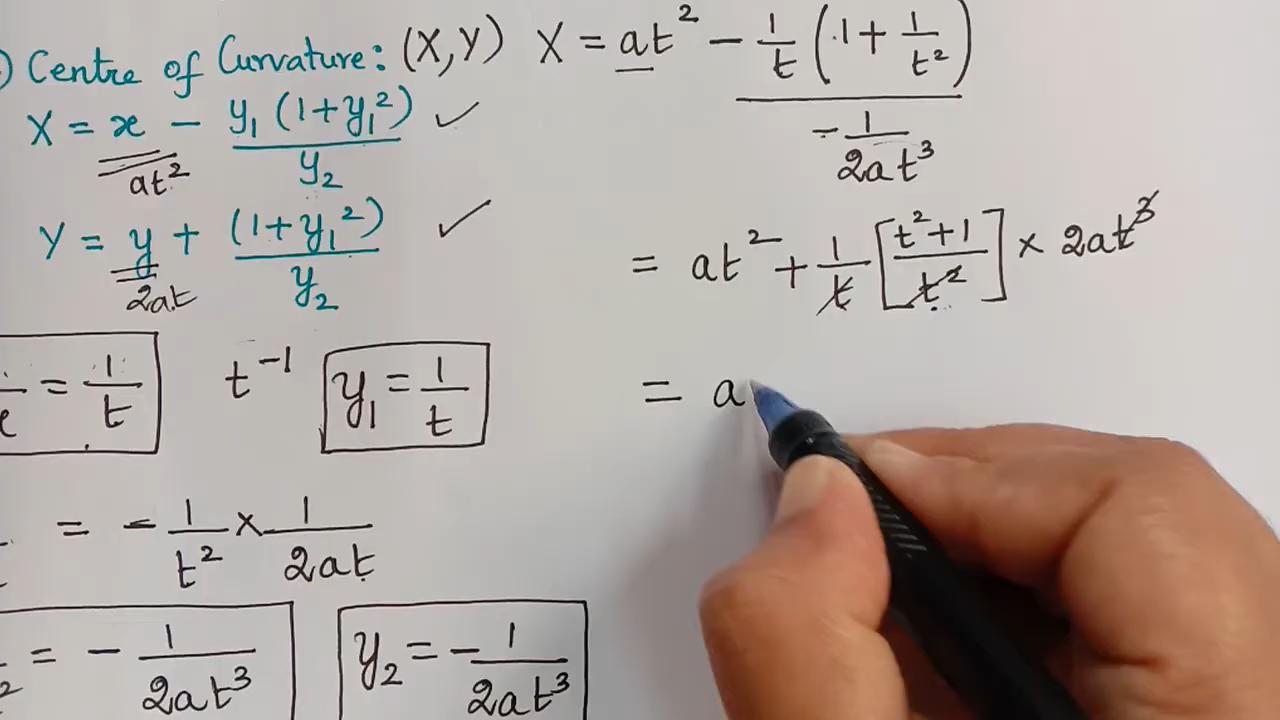 ) Centre of Curvature: (X,Y)
X = x − y₁ (1+y₁²) / y₂ ✓
at²
Y = y + (1+y₁²) / y₂ ✓
2at
= 1/t
t⁻¹
y₁ = 1/t
= − 1/t² × 1/2at
= − 1/2at³
y₂ = − 1/2at³
X = at² − 1/t (1 + 1/t²) / − 1/2at³
= at² + 1/t [t²+1 / t²] × 2at³
= a